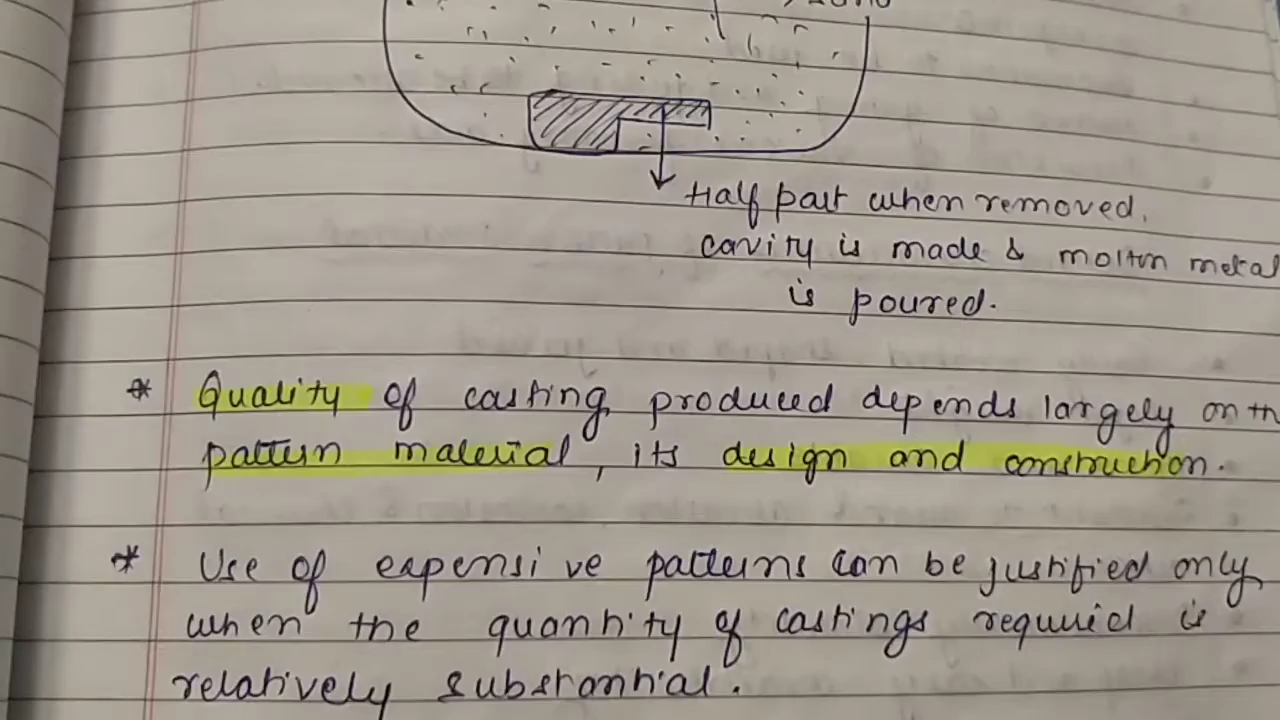 Half part when removed.
cavity is made & molten metal
is poured.
* Quality of casting produced depends largely on th
pattern material, its design and construction.
* Use of expensive patterns can be justified only
when the quantity of castings required is
relatively substantial.